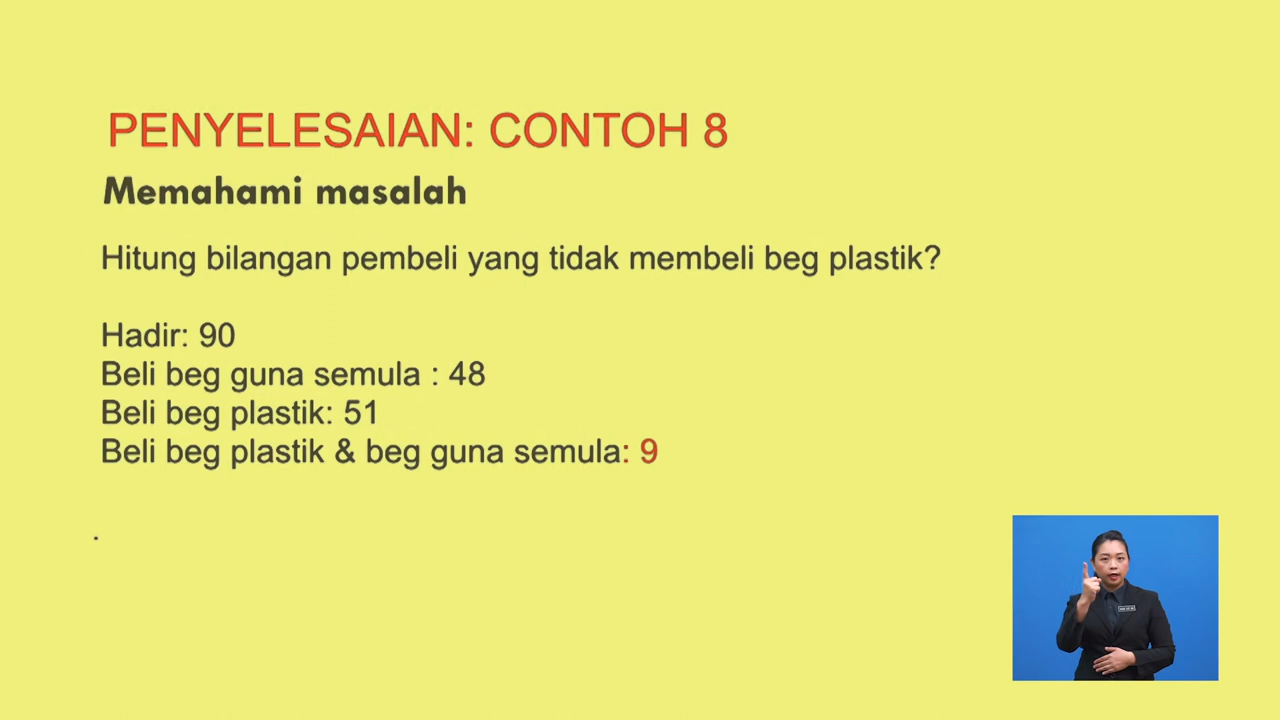 PENYELESAIAN: CONTOH 8
Memahami masalah
Hitung bilangan pembeli yang tidak membeli beg plastik?
Hadir: 90
Beli beg guna semula : 48
Beli beg plastik: 51
Beli beg plastik & beg guna semula: 9
.